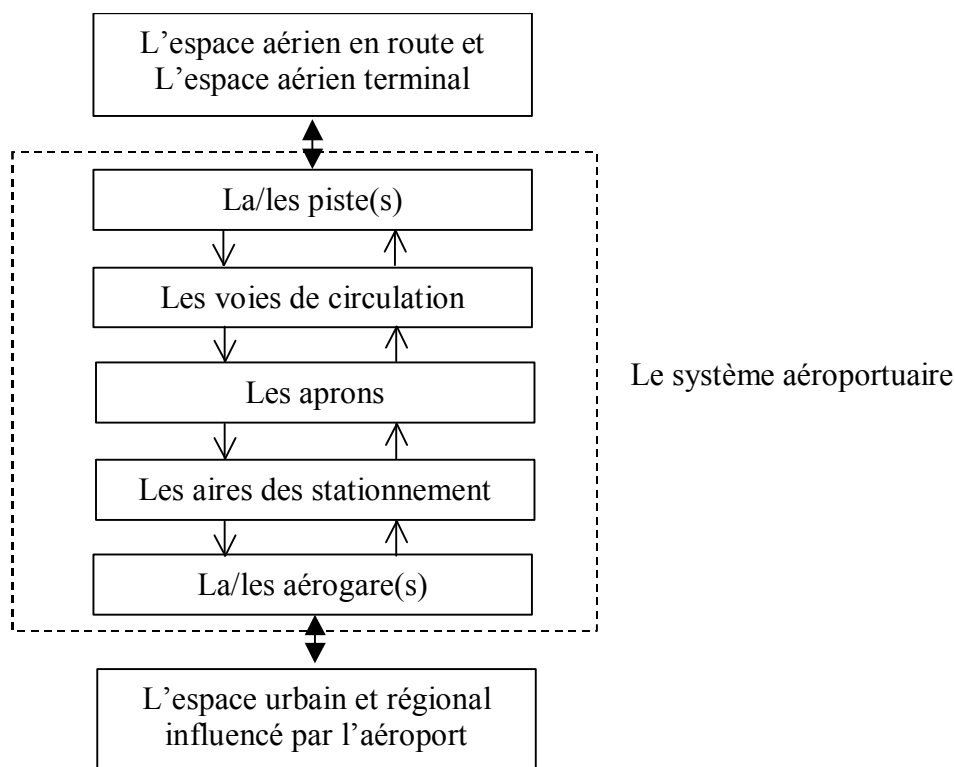 L’espace aérien en route et
L’espace aérien terminal
La/les piste(s)
Les voies de circulation
Les aprons
Le système aéroportuaire
Les aires des stationnement
La/les aérogare(s)
L’espace urbain et régional
influencé par l’aéroport